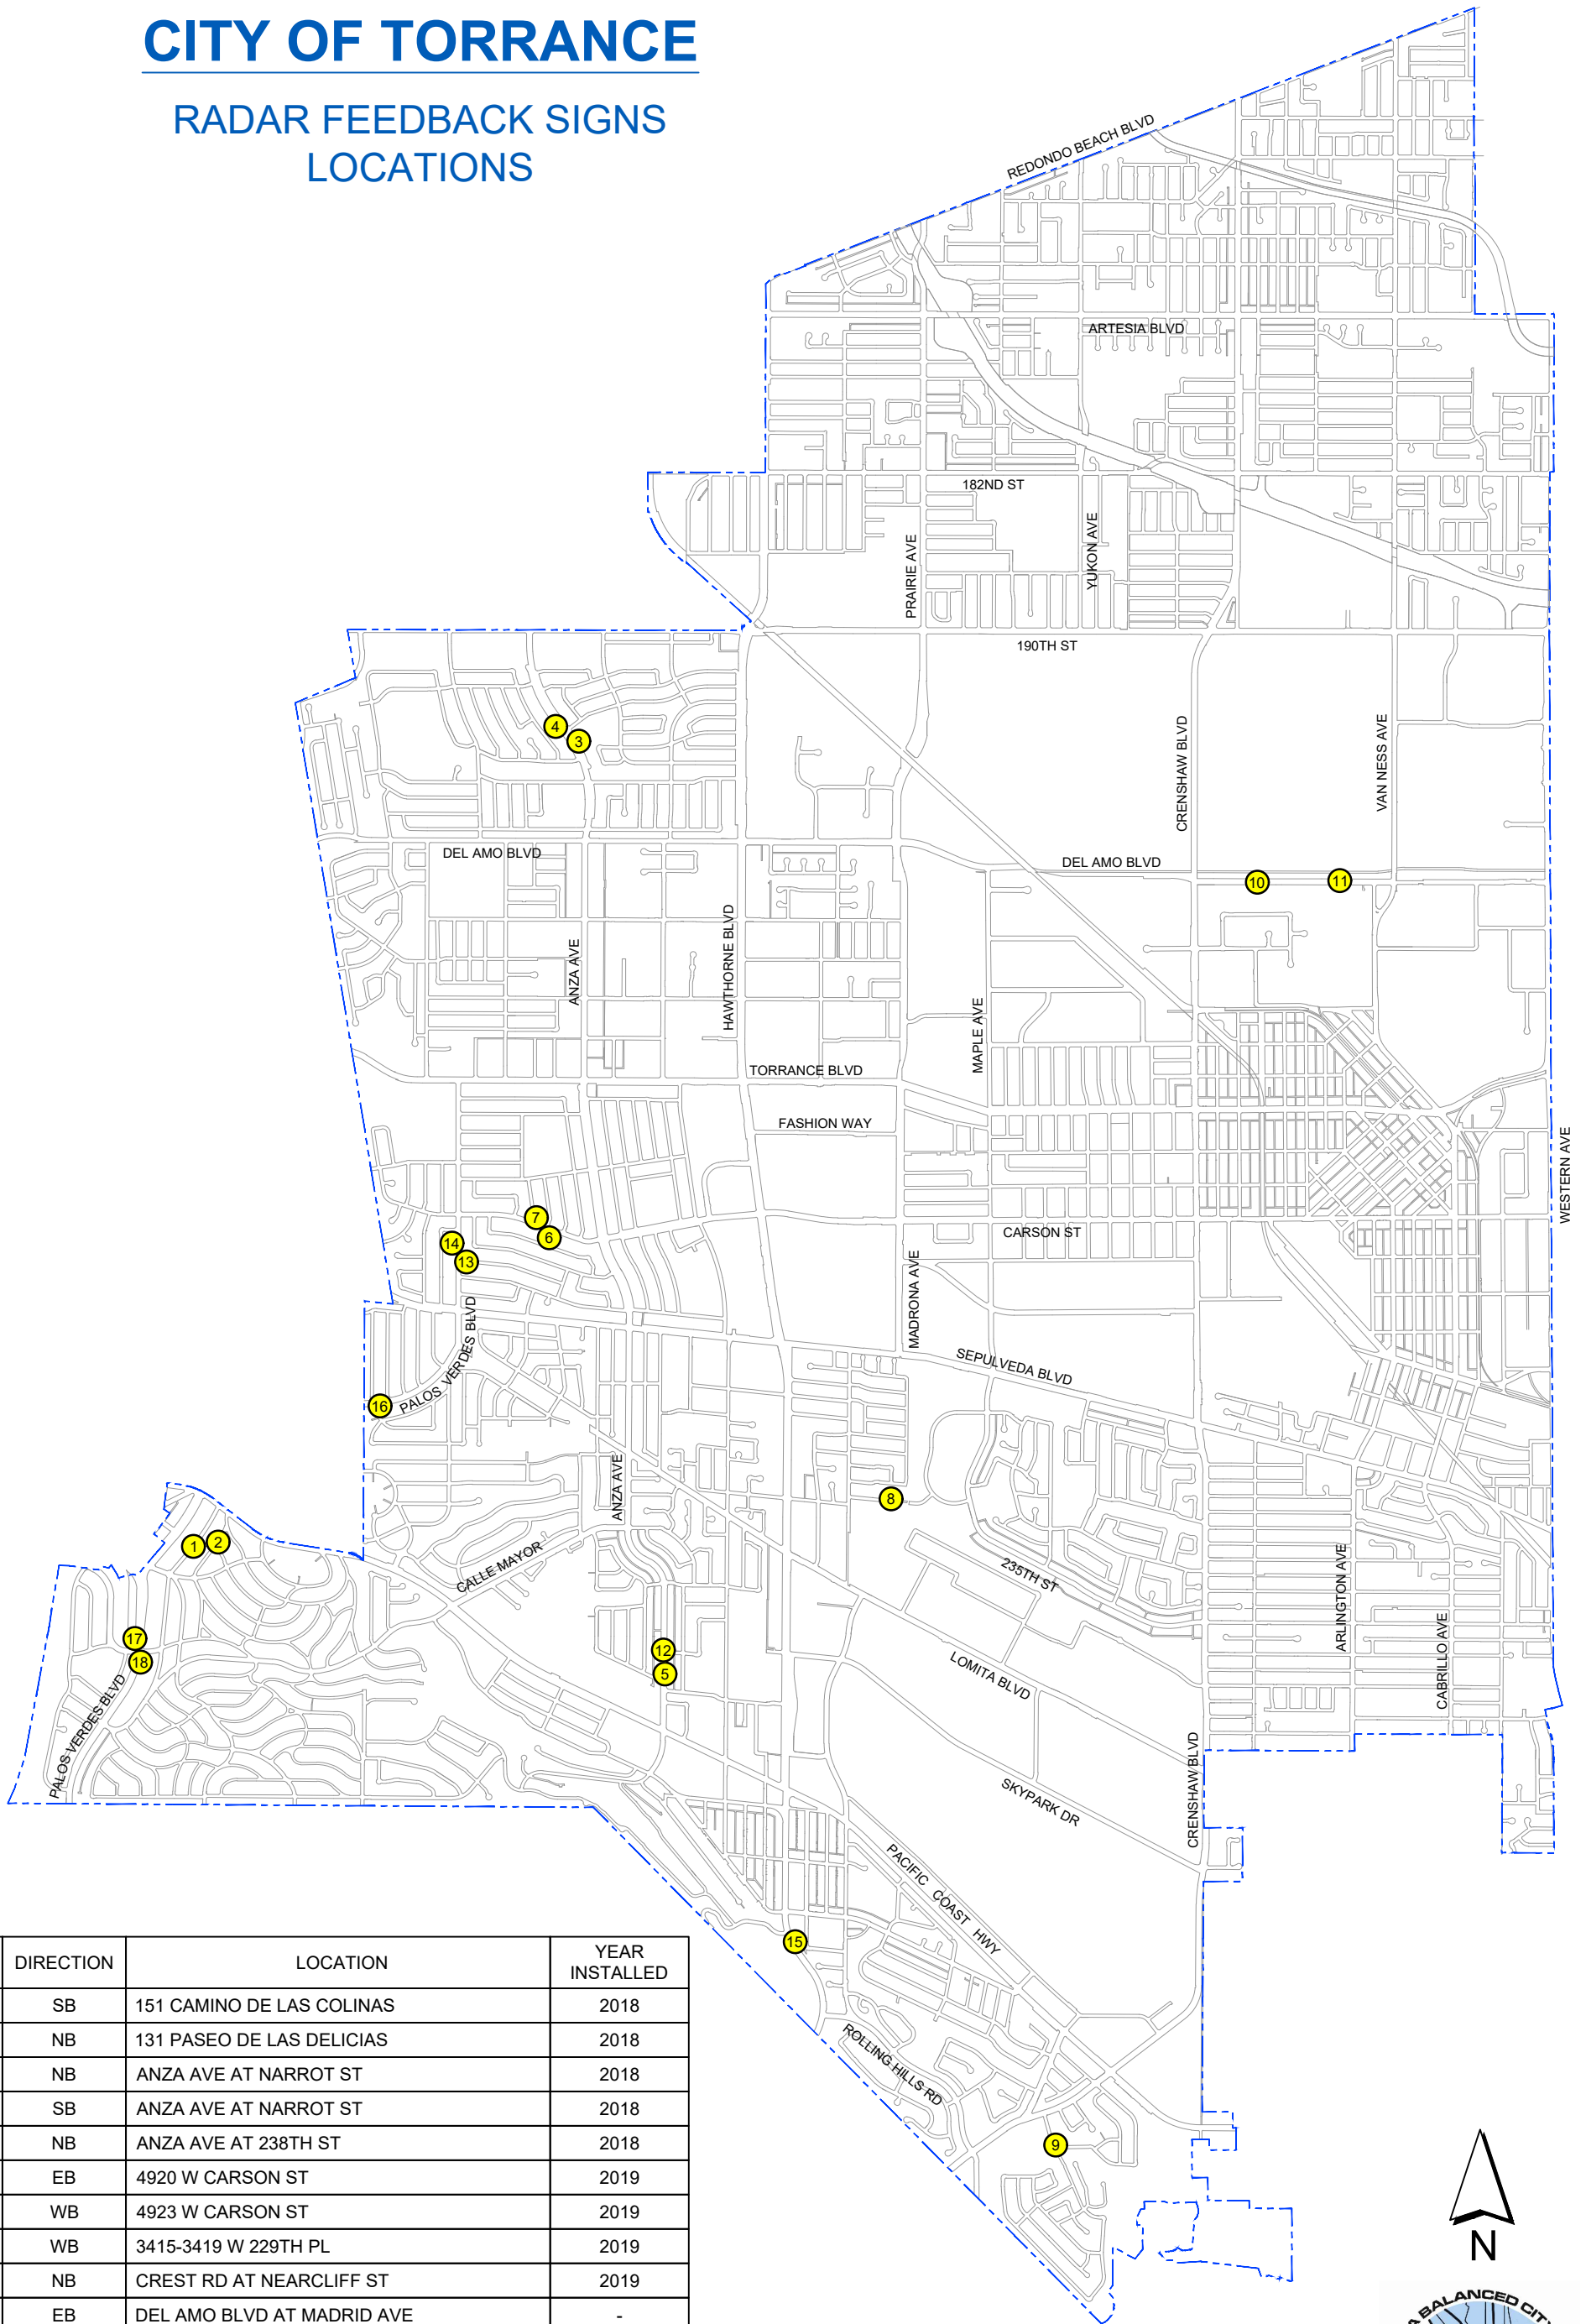 CITY OF TORRANCE
RADAR FEEDBACK SIGNS
LOCATIONS
REDONDO BEACH BLVD
ARTESIA BLVD
182ND ST
PRAIRIE AVE
YUKON AVE
190TH ST
4
3
CRENSHAW BLVD
VAN NESS AVE
DEL AMO BLVD
DEL AMO BLVD
10
11
ANZA AVE
HAWTHORNE BLVD
MAPLE AVE
TORRANCE BLVD
FASHION WAY
WESTERN AVE
7
6
14
13
CARSON ST
MADRONA AVE
PALOS VERDES BLVD
SEPULVEDA BLVD
16
ANZA AVE
8
1
2
CALLE MAYOR
235TH ST
ARLINGTON AVE
CABRILLO AVE
17
18
12
5
LOMITA BLVD
PALOS VERDES BLVD
CRENSHAW BLVD
SKYPARK DR
PACIFIC COAST HWY
15
ROLLING HILLS RD
9
DIRECTION LOCATION YEAR INSTALLED
SB 151 CAMINO DE LAS COLINAS 2018
NB 131 PASEO DE LAS DELICIAS 2018
NB ANZA AVE AT NARROT ST 2018
SB ANZA AVE AT NARROT ST 2018
NB ANZA AVE AT 238TH ST 2018
EB 4920 W CARSON ST 2019
WB 4923 W CARSON ST 2019
WB 3415-3419 W 229TH PL 2019
NB CREST RD AT NEARCLIFF ST 2019
EB DEL AMO BLVD AT MADRID AVE -
N
A BALANCED CITY